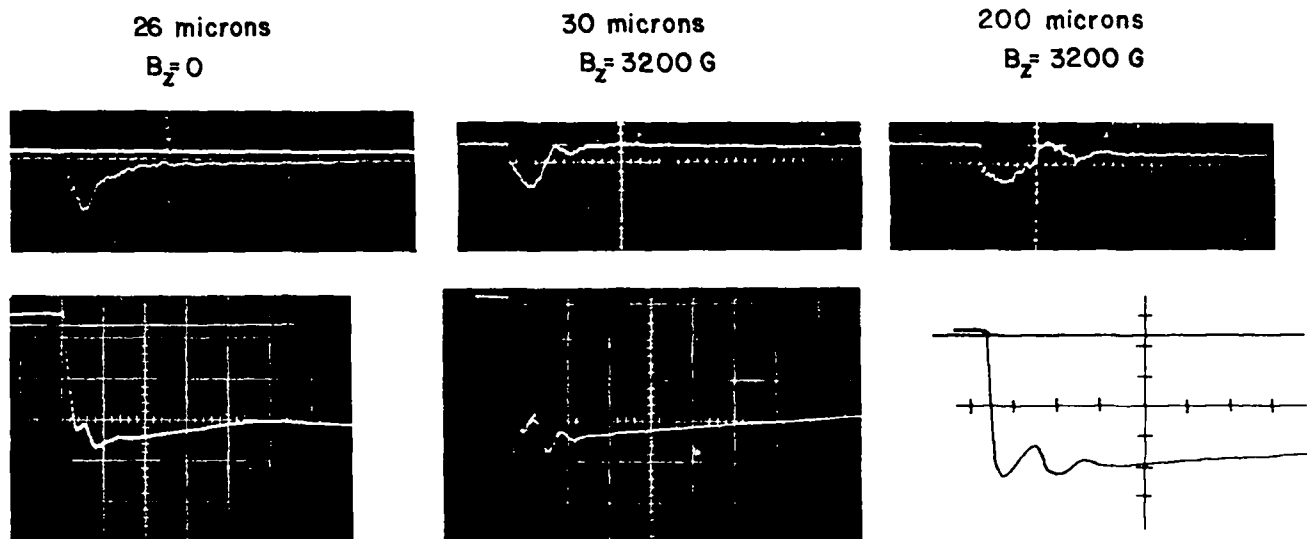 26 microns
B_z=0
30 microns
B_z= 3200 G
200 microns
B_z= 3200 G